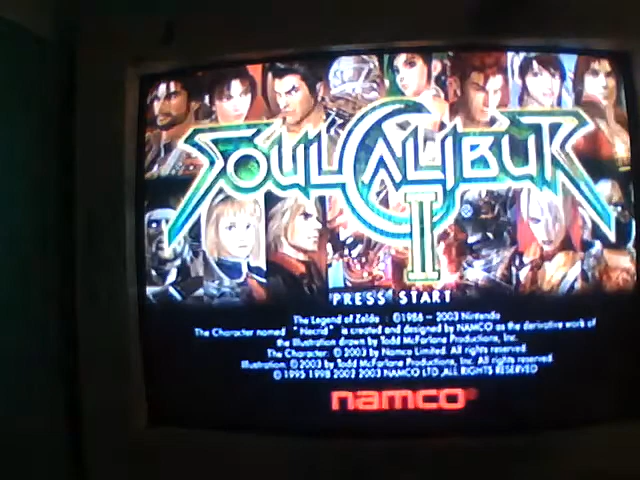 SOULCALIBUR
II
PRESS START
The Legend of Zelda : ©1986 - 2003 Nintendo
The Character named "Necrid" is created and designed by NAMCO as the derivative work of
the Illustration drawn by Todd McFarlane Productions, Inc.
The Character: © 2003 by Namco Limited. All rights reserved.
Illustration: © 2003 by Todd McFarlane Productions, Inc. All rights reserved.
© 1995 1998 2002 2003 NAMCO LTD.,ALL RIGHTS RESERVED
namco